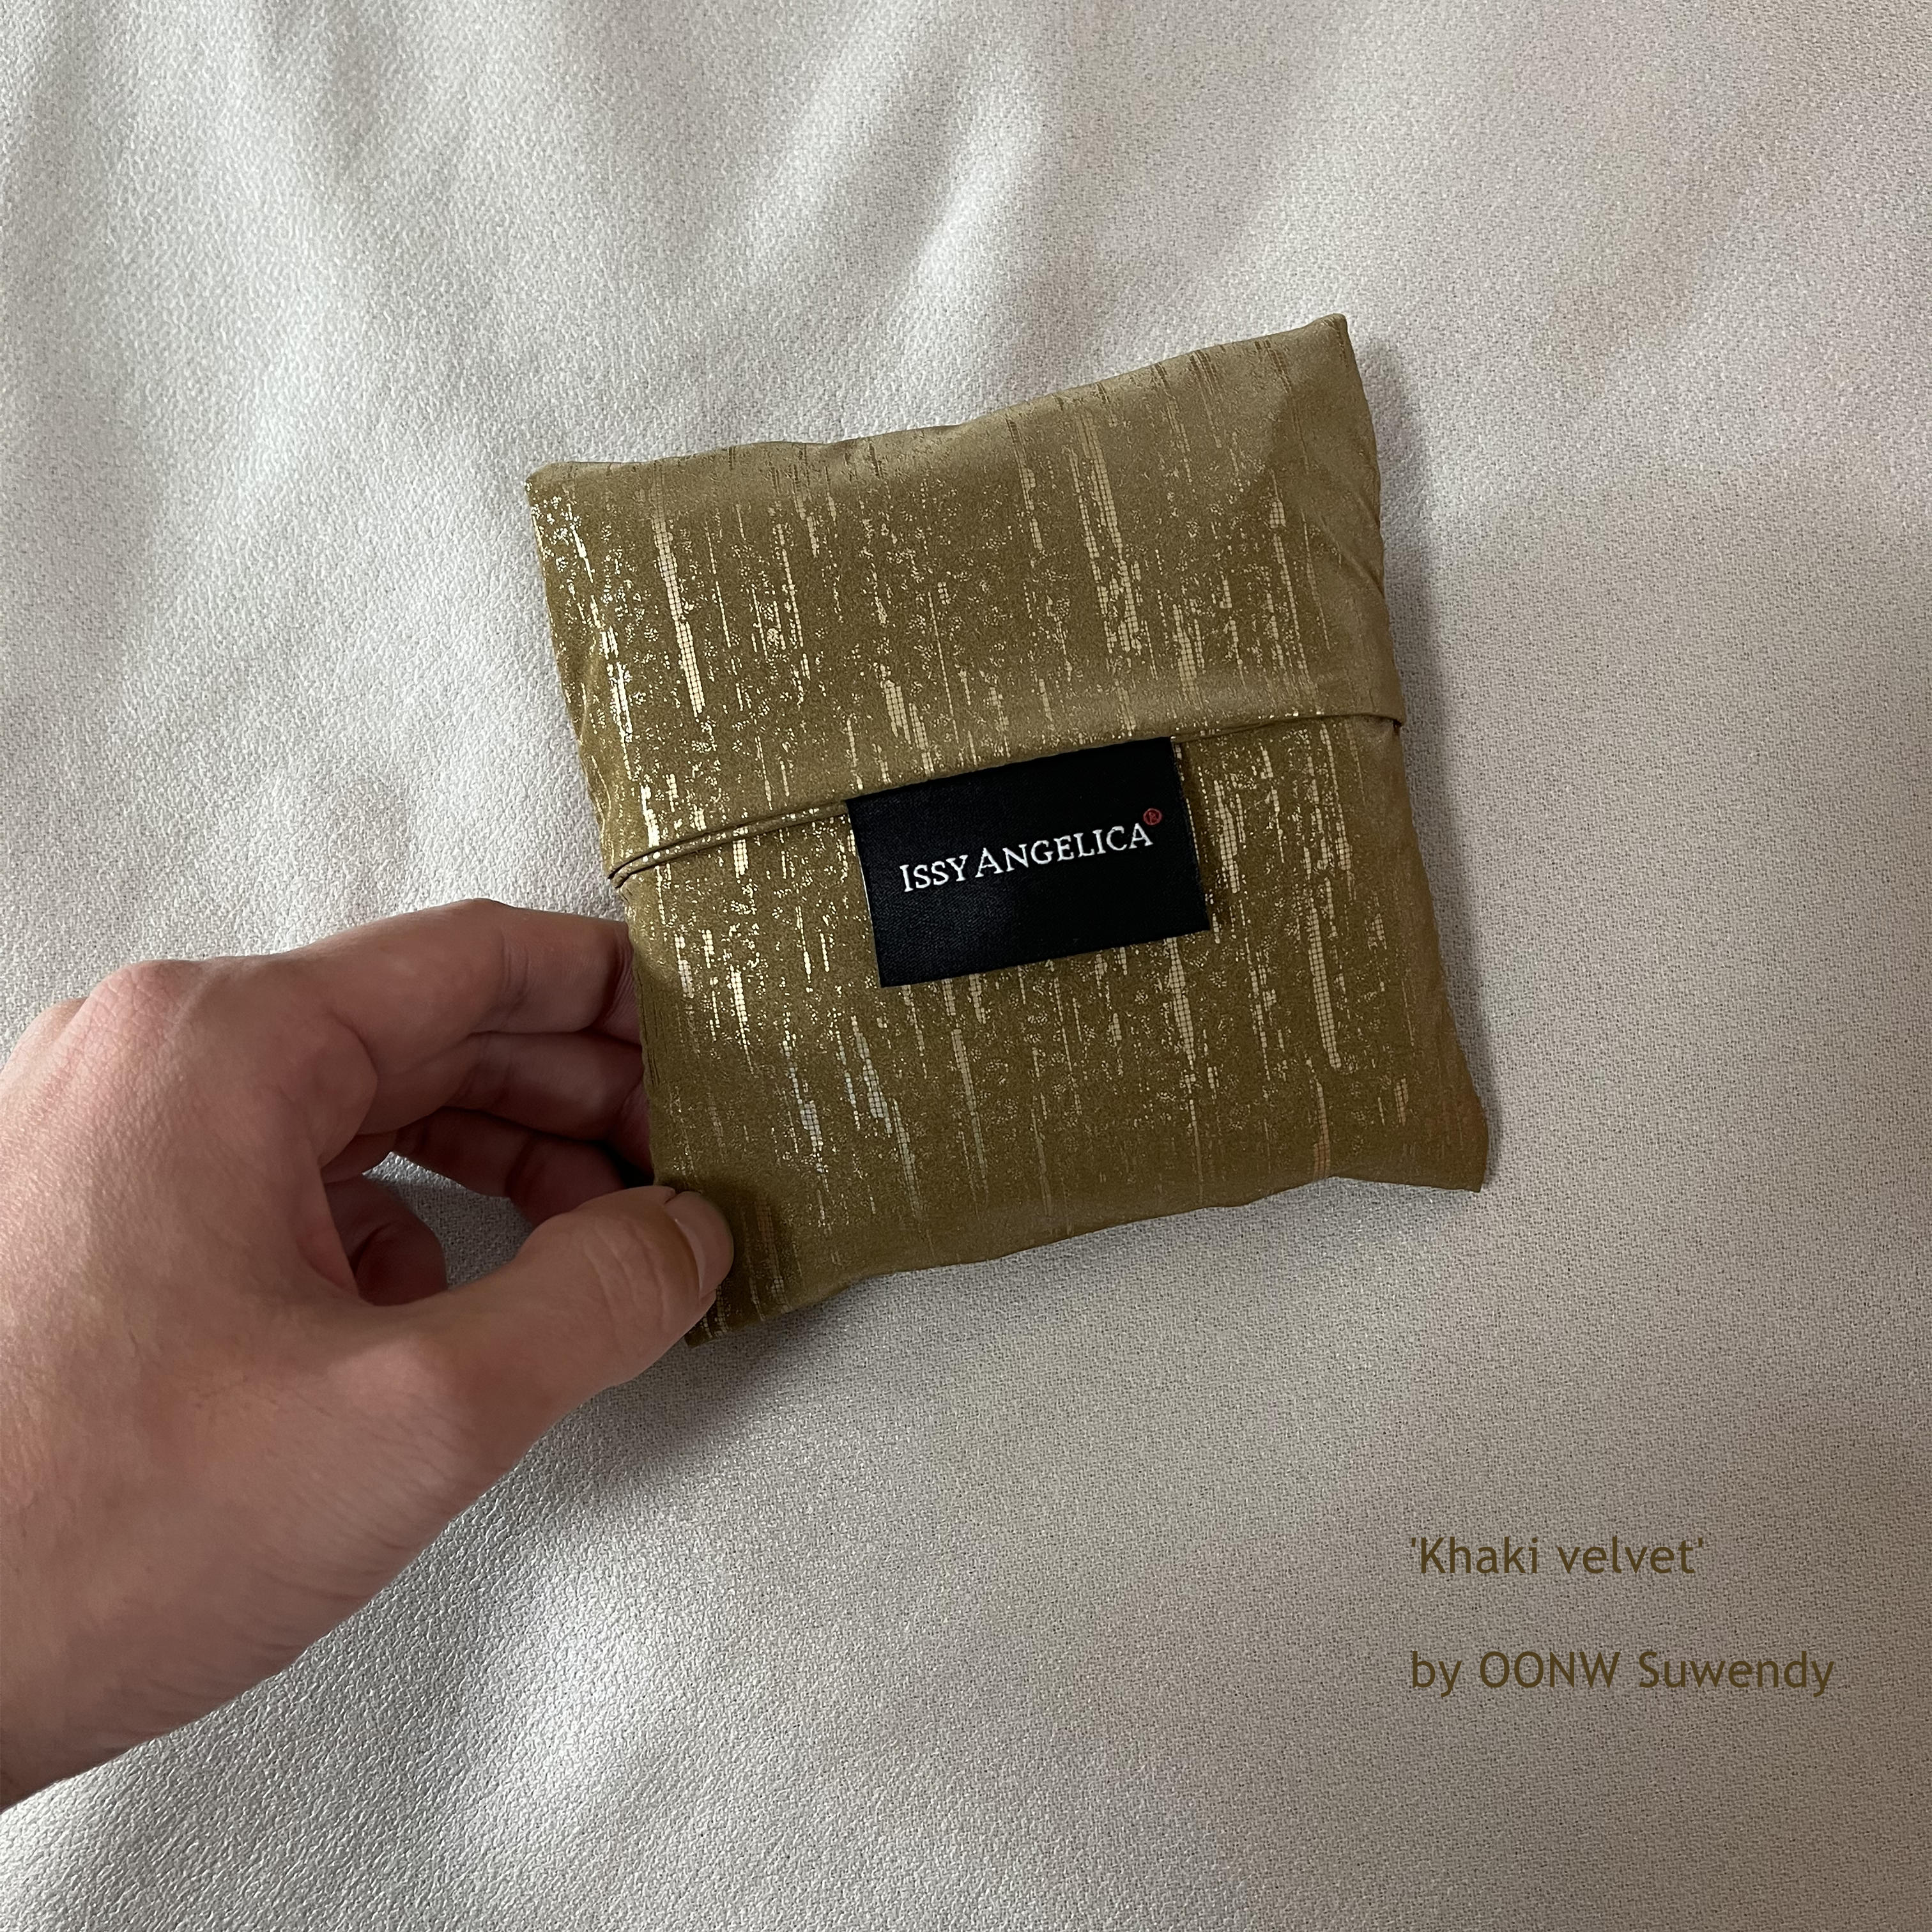 ISSY ANGELICA®
'Khaki velvet'
by OONW Suwendy